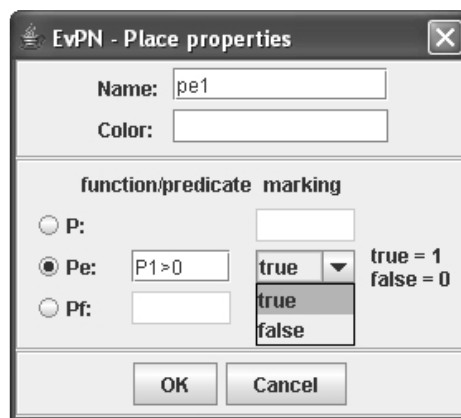 EvPN - Place properties
Name: pe1
Color:
function/predicate marking
P:
Pe: P1>0 true true = 1
false = 0
true
Pf:
false
OK Cancel